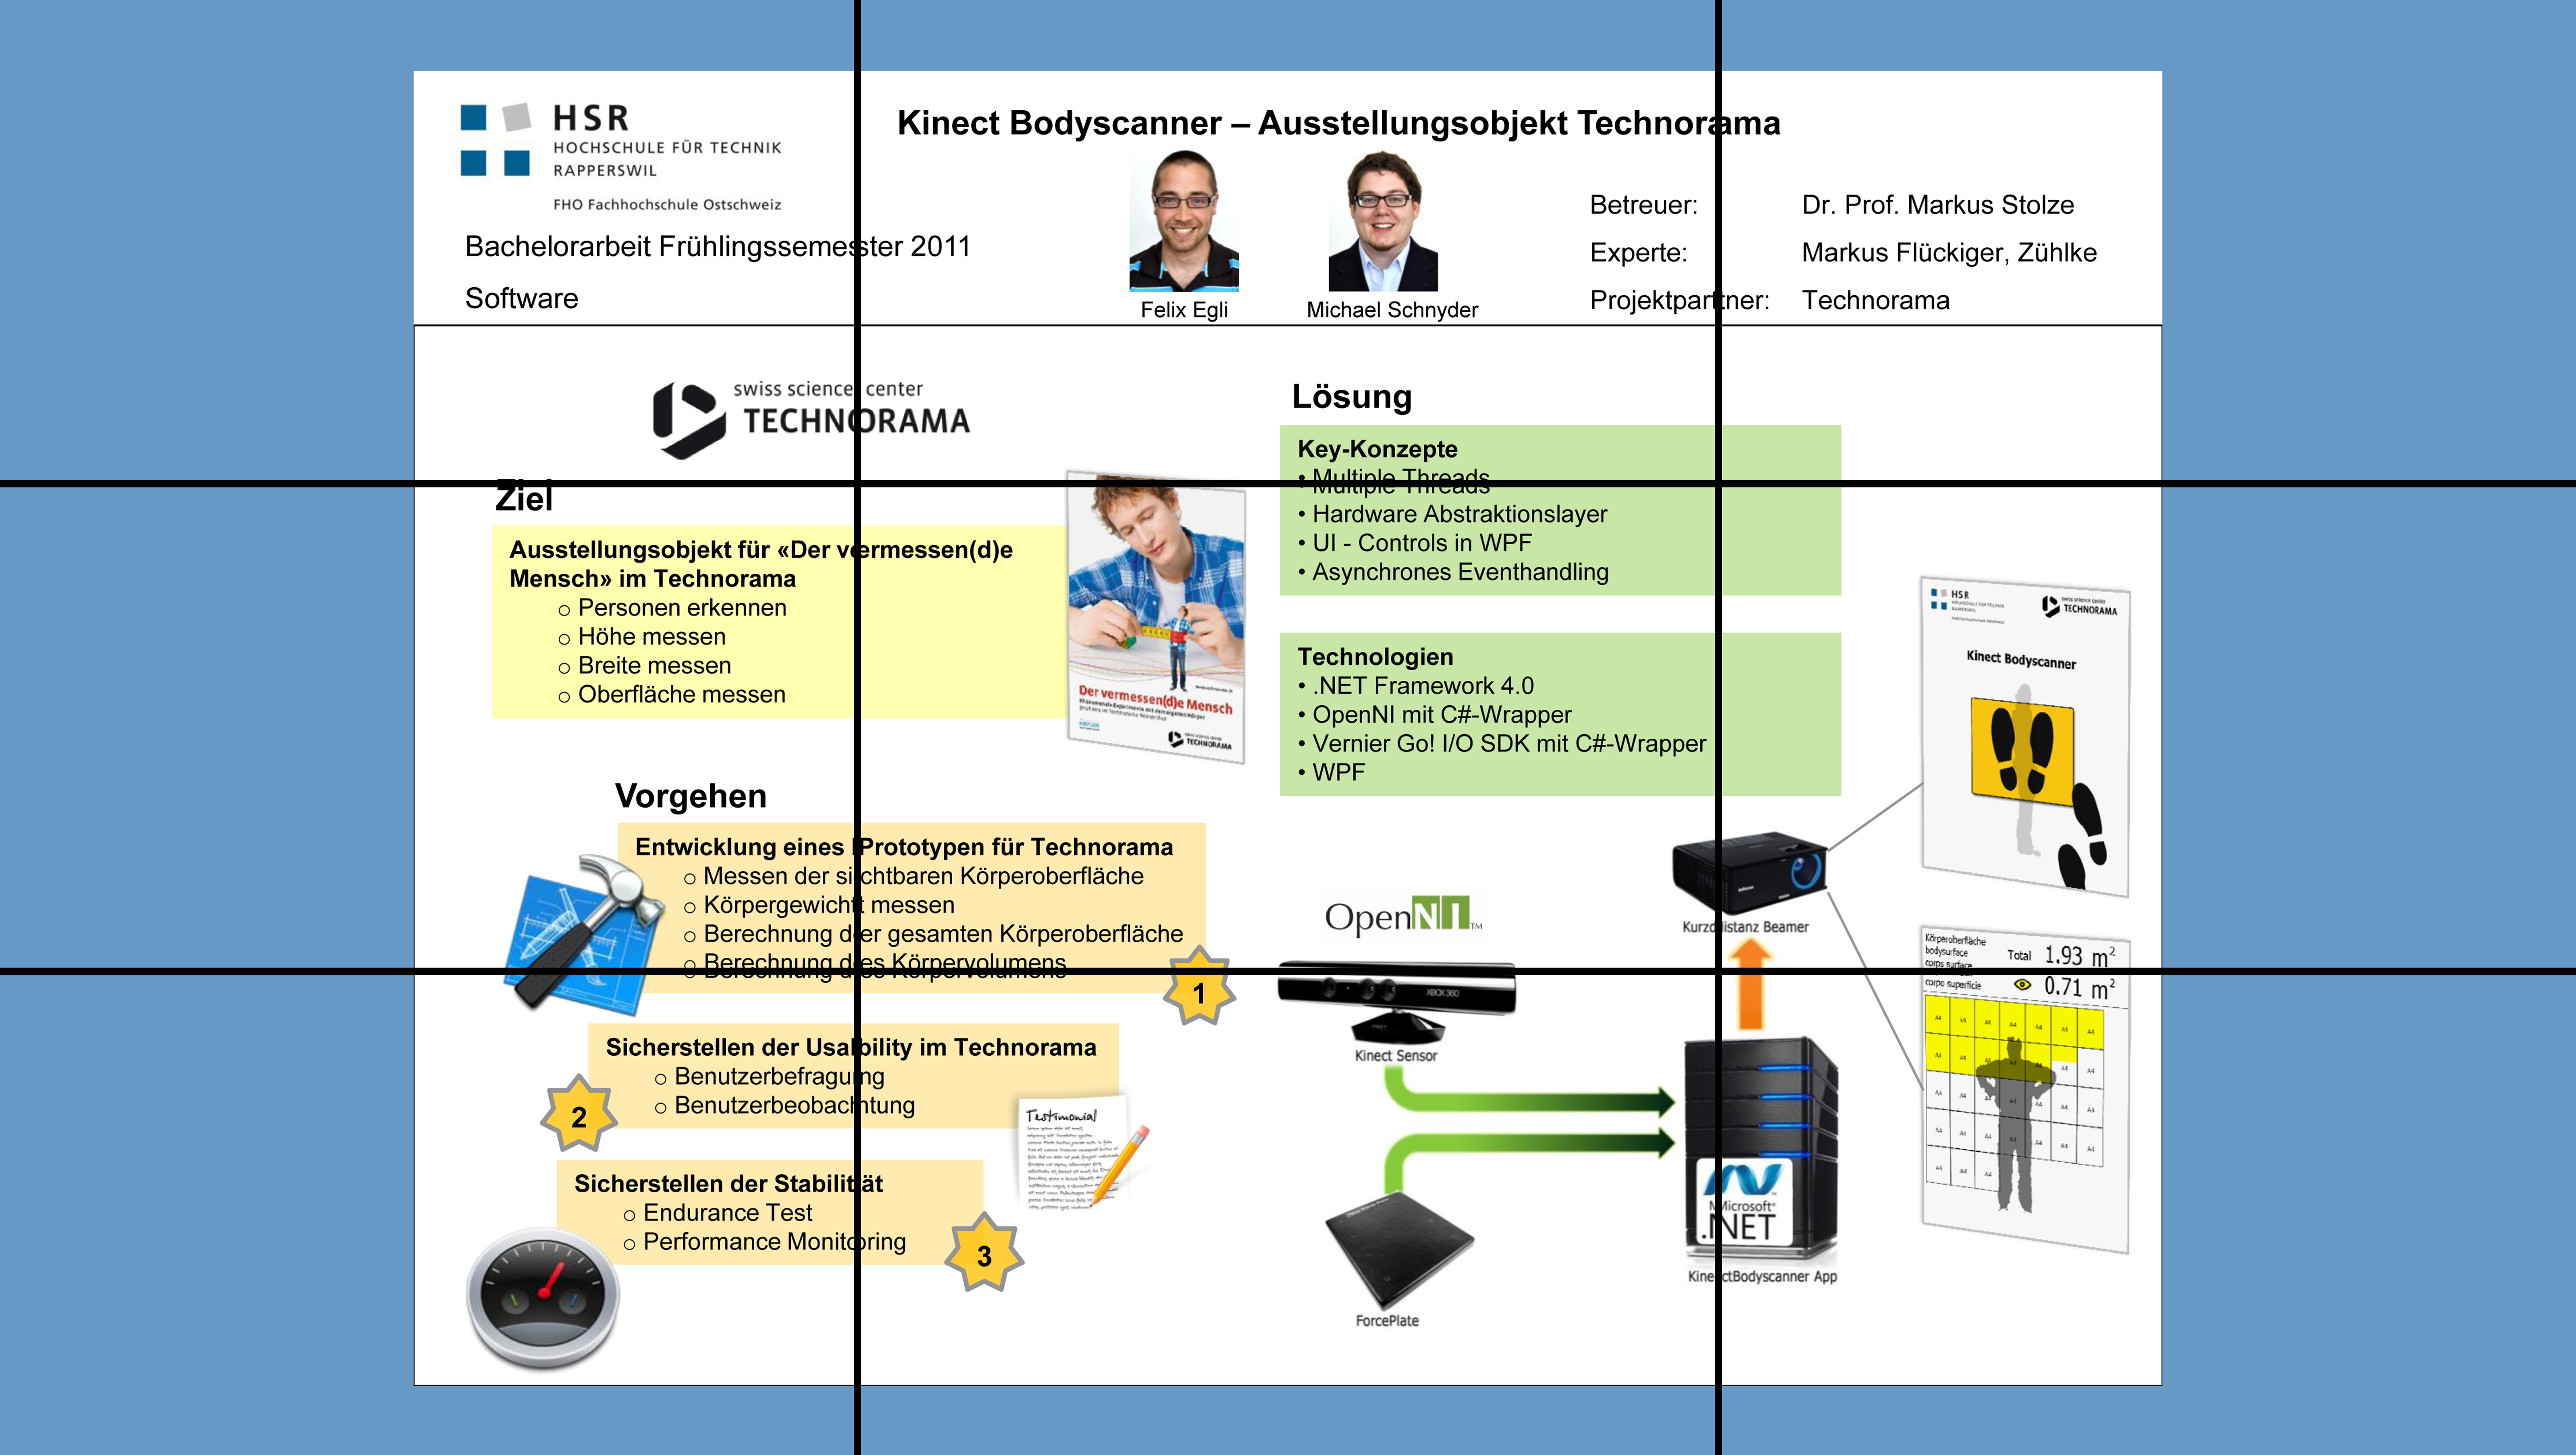 HSR
HOCHSCHULE FÜR TECHNIK
RAPPERSWIL
FHO Fachhochschule Ostschweiz
Bachelorarbeit Frühlingssemester 2011
Software
Kinect Bodyscanner – Ausstellungsobjekt Technorama
Felix Egli
Michael Schnyder
Betreuer: Dr. Prof. Markus Stolze
Experte: Markus Flückiger, Zühlke
Projektpartner: Technorama
swiss science center
TECHNORAMA
Ziel
Ausstellungsobjekt für «Der vermessen(d)e
Mensch» im Technorama
o Personen erkennen
o Höhe messen
o Breite messen
o Oberfläche messen
Der vermessen(d)e Mensch
TECHNORAMA
Vorgehen
Entwicklung eines Prototypen für Technorama
o Messen der sichtbaren Körperoberfläche
o Körpergewicht messen
o Berechnung der gesamten Körperoberfläche
o Berechnung des Körpervolumens
1
Sicherstellen der Usability im Technorama
o Benutzerbefragung
o Benutzerbeobachtung
2
Testimonial
Sicherstellen der Stabilität
o Endurance Test
o Performance Monitoring
3
Lösung
Key-Konzepte
• Multiple Threads
• Hardware Abstraktionslayer
• UI - Controls in WPF
• Asynchrones Eventhandling
Technologien
• .NET Framework 4.0
• OpenNI mit C#-Wrapper
• Vernier Go! I/O SDK mit C#-Wrapper
• WPF
OpenNI™
XBOX 360
Kinect Sensor
ForcePlate
Kurzdistanz Beamer
Microsoft®
.NET
KinectBodyscanner App
HSR
swiss science center
TECHNORAMA
Kinect Bodyscanner
Körperoberfläche
bodysurface
corps surface
corpo superficie
Total 1.93 m²
0.71 m²